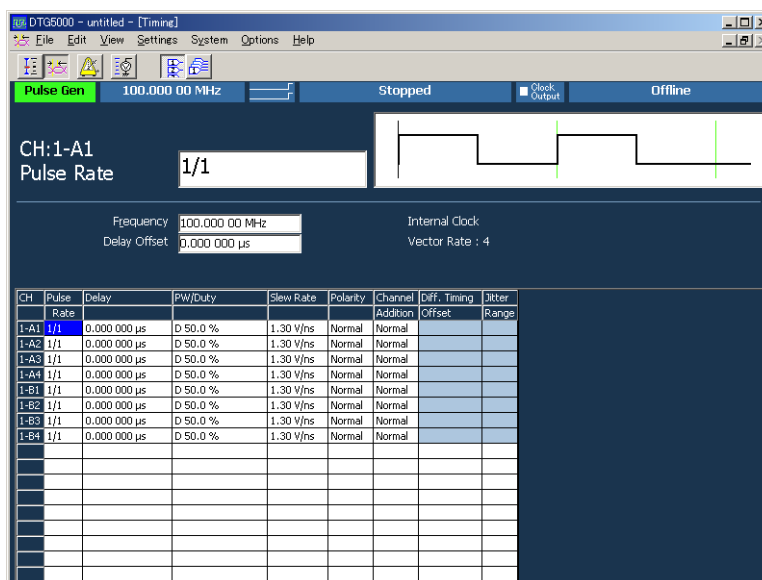 DTG5000 - untitled - [Timing]
File Edit View Settings System Options Help
Pulse Gen 100.000 00 MHz Stopped Clock Output Offline
CH:1-A1
Pulse Rate 1/1
Frequency 100.000 00 MHz Internal Clock
Delay Offset 0.000 000 µs Vector Rate : 4
CH Pulse Delay PW/Duty Slew Rate Polarity Channel Diff. Timing Jitter
Rate Addition Offset Range
1-A1 1/1 0.000 000 µs D 50.0 % 1.30 V/ns Normal Normal
1-A2 1/1 0.000 000 µs D 50.0 % 1.30 V/ns Normal Normal
1-A3 1/1 0.000 000 µs D 50.0 % 1.30 V/ns Normal Normal
1-A4 1/1 0.000 000 µs D 50.0 % 1.30 V/ns Normal Normal
1-B1 1/1 0.000 000 µs D 50.0 % 1.30 V/ns Normal Normal
1-B2 1/1 0.000 000 µs D 50.0 % 1.30 V/ns Normal Normal
1-B3 1/1 0.000 000 µs D 50.0 % 1.30 V/ns Normal Normal
1-B4 1/1 0.000 000 µs D 50.0 % 1.30 V/ns Normal Normal